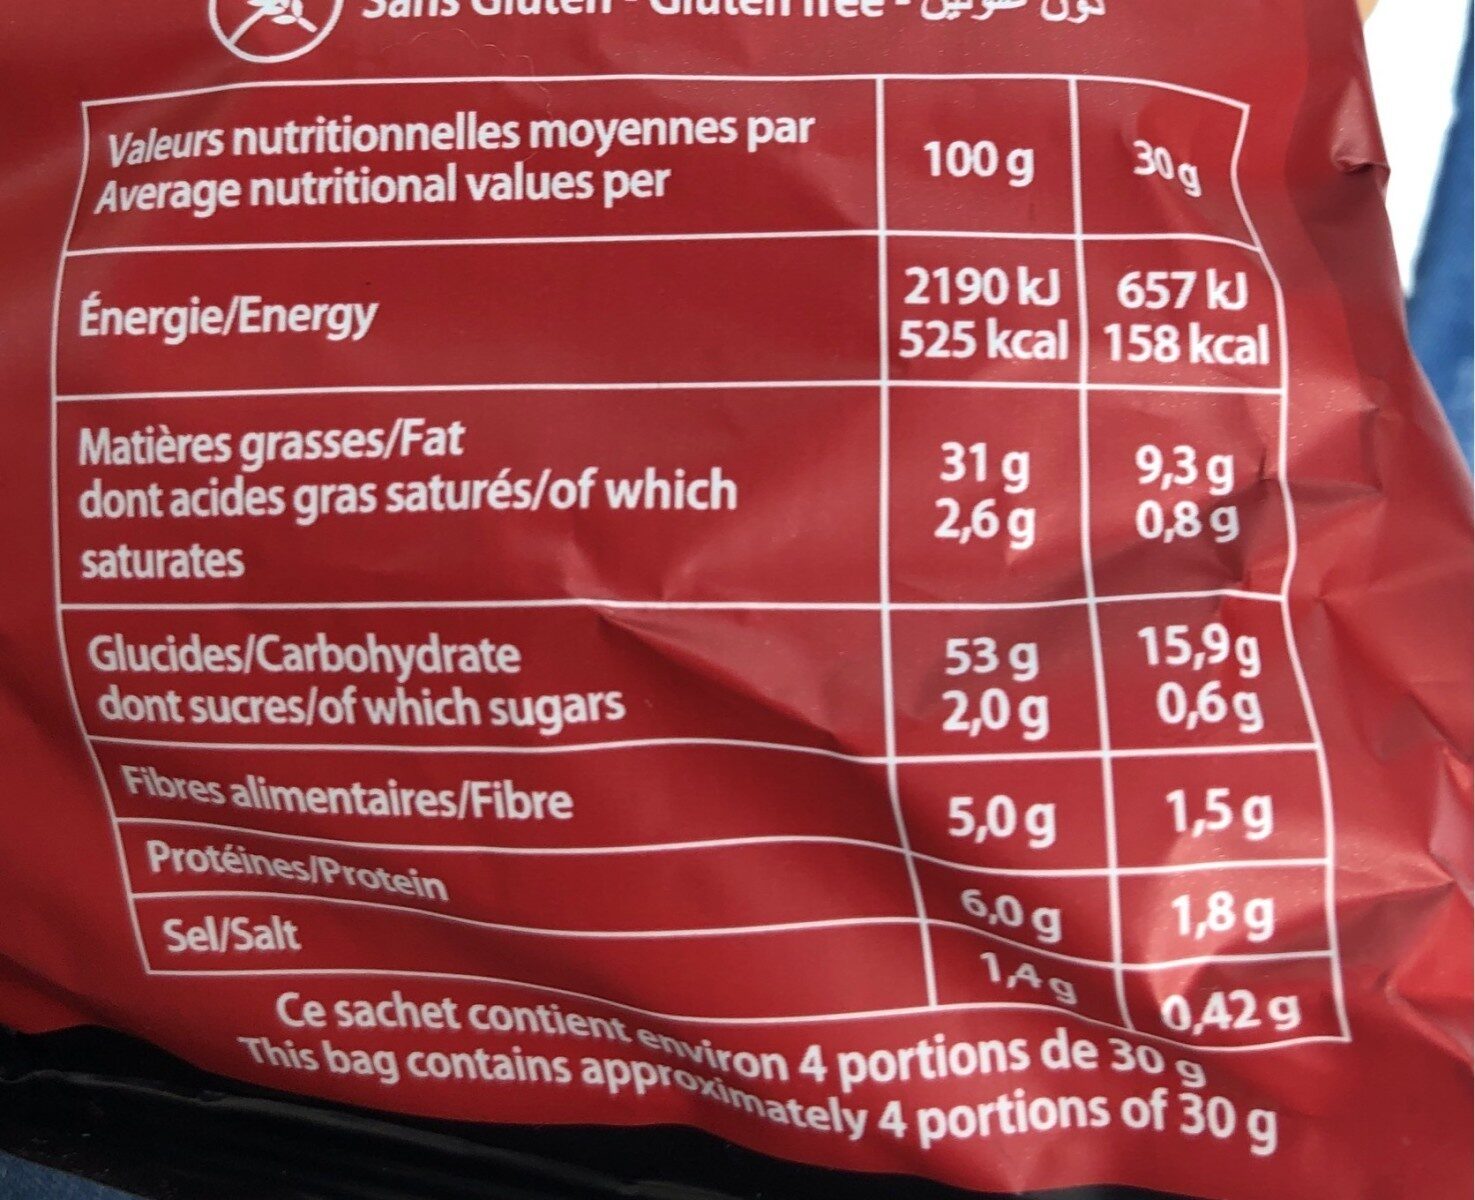 Sans Gluten - Gluten free - دون غلوتين
Valeurs nutritionnelles moyennes par
Average nutritional values per
100 g
30 g
Énergie/Energy
2190 kJ
525 kcal
657 kJ
158 kcal
Matières grasses/Fat
dont acides gras saturés/of which
saturates
31 g
2,6 g
9,3 g
0,8 g
Glucides/Carbohydrate
dont sucres/of which sugars
53 g
2,0 g
15,9 g
0,6 g
Fibres alimentaires/Fibre
5,0 g
1,5 g
Protéines/Protein
6,0 g
1,8 g
Sel/Salt
1,4 g
0,42 g
Ce sachet contient environ 4 portions de 30 g
This bag contains approximately 4 portions of 30 g